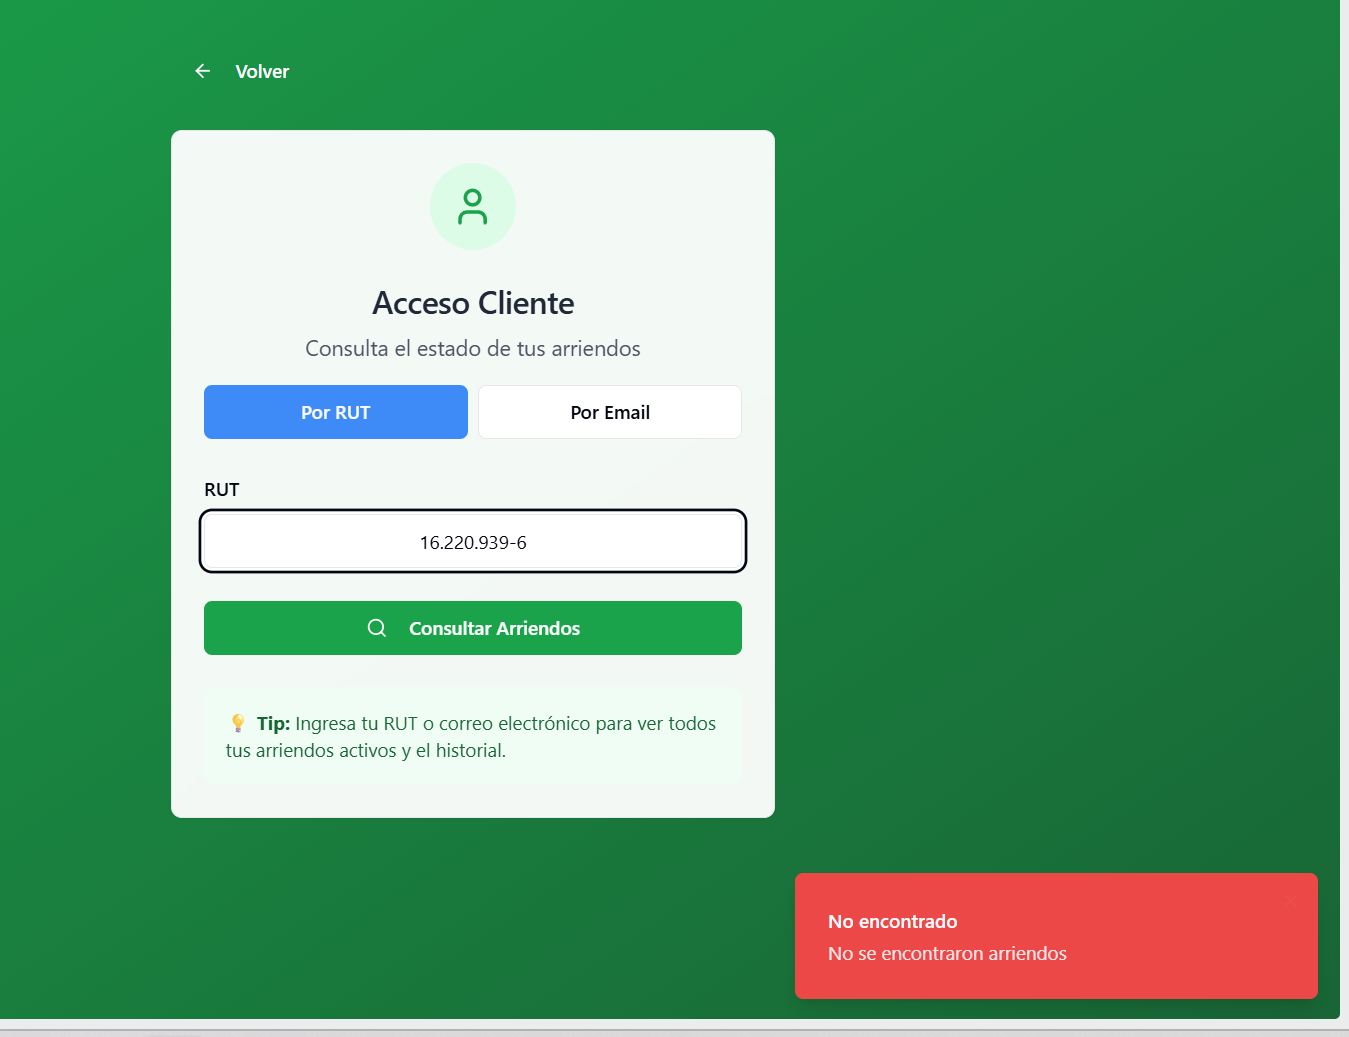 Volver
Acceso Cliente
Consulta el estado de tus arriendos
Por RUT
Por Email
RUT
16.220.939-6
Consultar Arriendos
💡 Tip: Ingresa tu RUT o correo electrónico para ver todos
tus arriendos activos y el historial.
No encontrado
No se encontraron arriendos